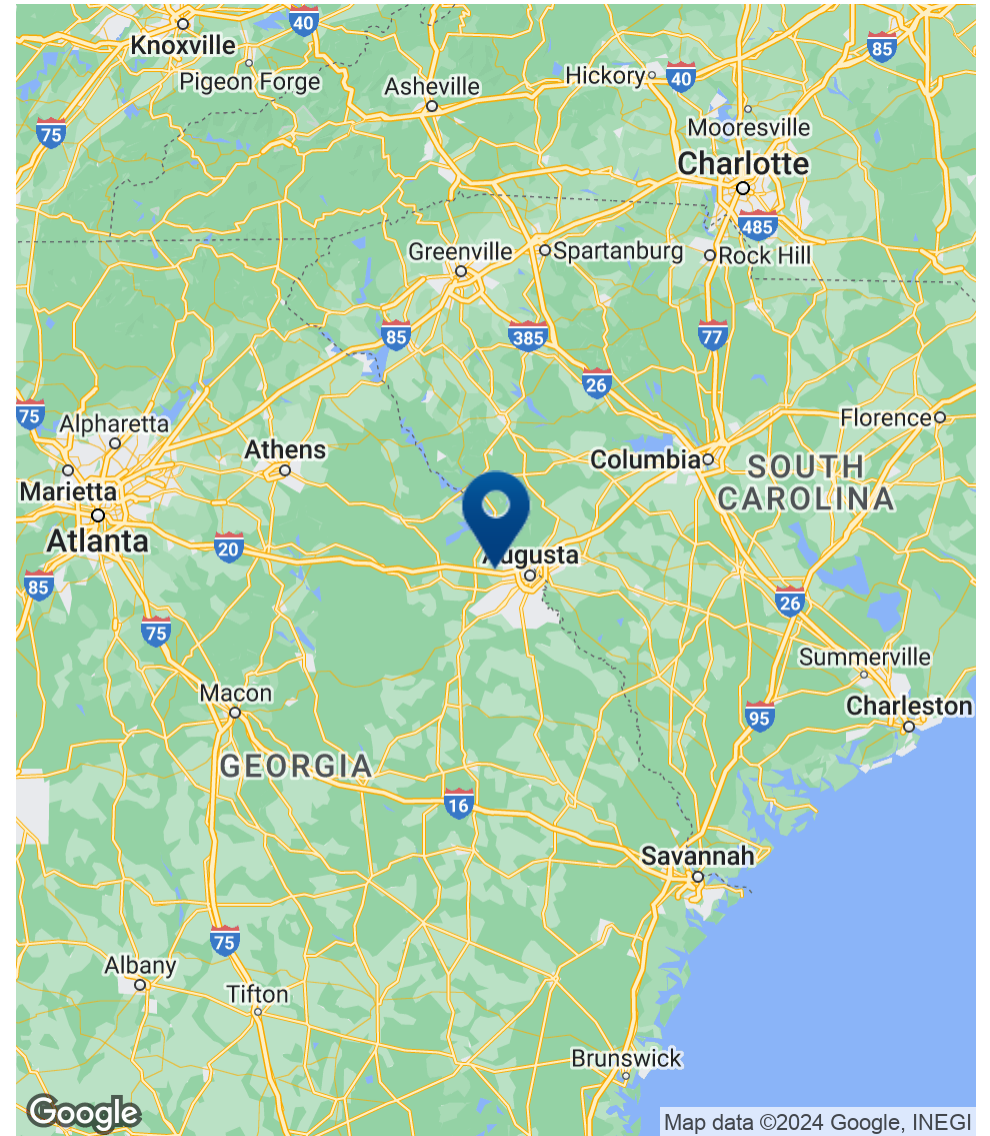 40
Knoxville
85
Pigeon Forge
Asheville
Hickory
40
75
Mooresville
Charlotte
485
Greenville
Spartanburg
Rock Hill
85
385
77
26
75
Alpharetta
Florence
Athens
Columbia
SOUTH
CAROLINA
Marietta
Atlanta
20
Augusta
85
26
75
Summerville
Macon
Charleston
95
GEORGIA
16
Savannah
75
Albany
Tifton
Brunswick
Google
Map data ©2024 Google, INEGI